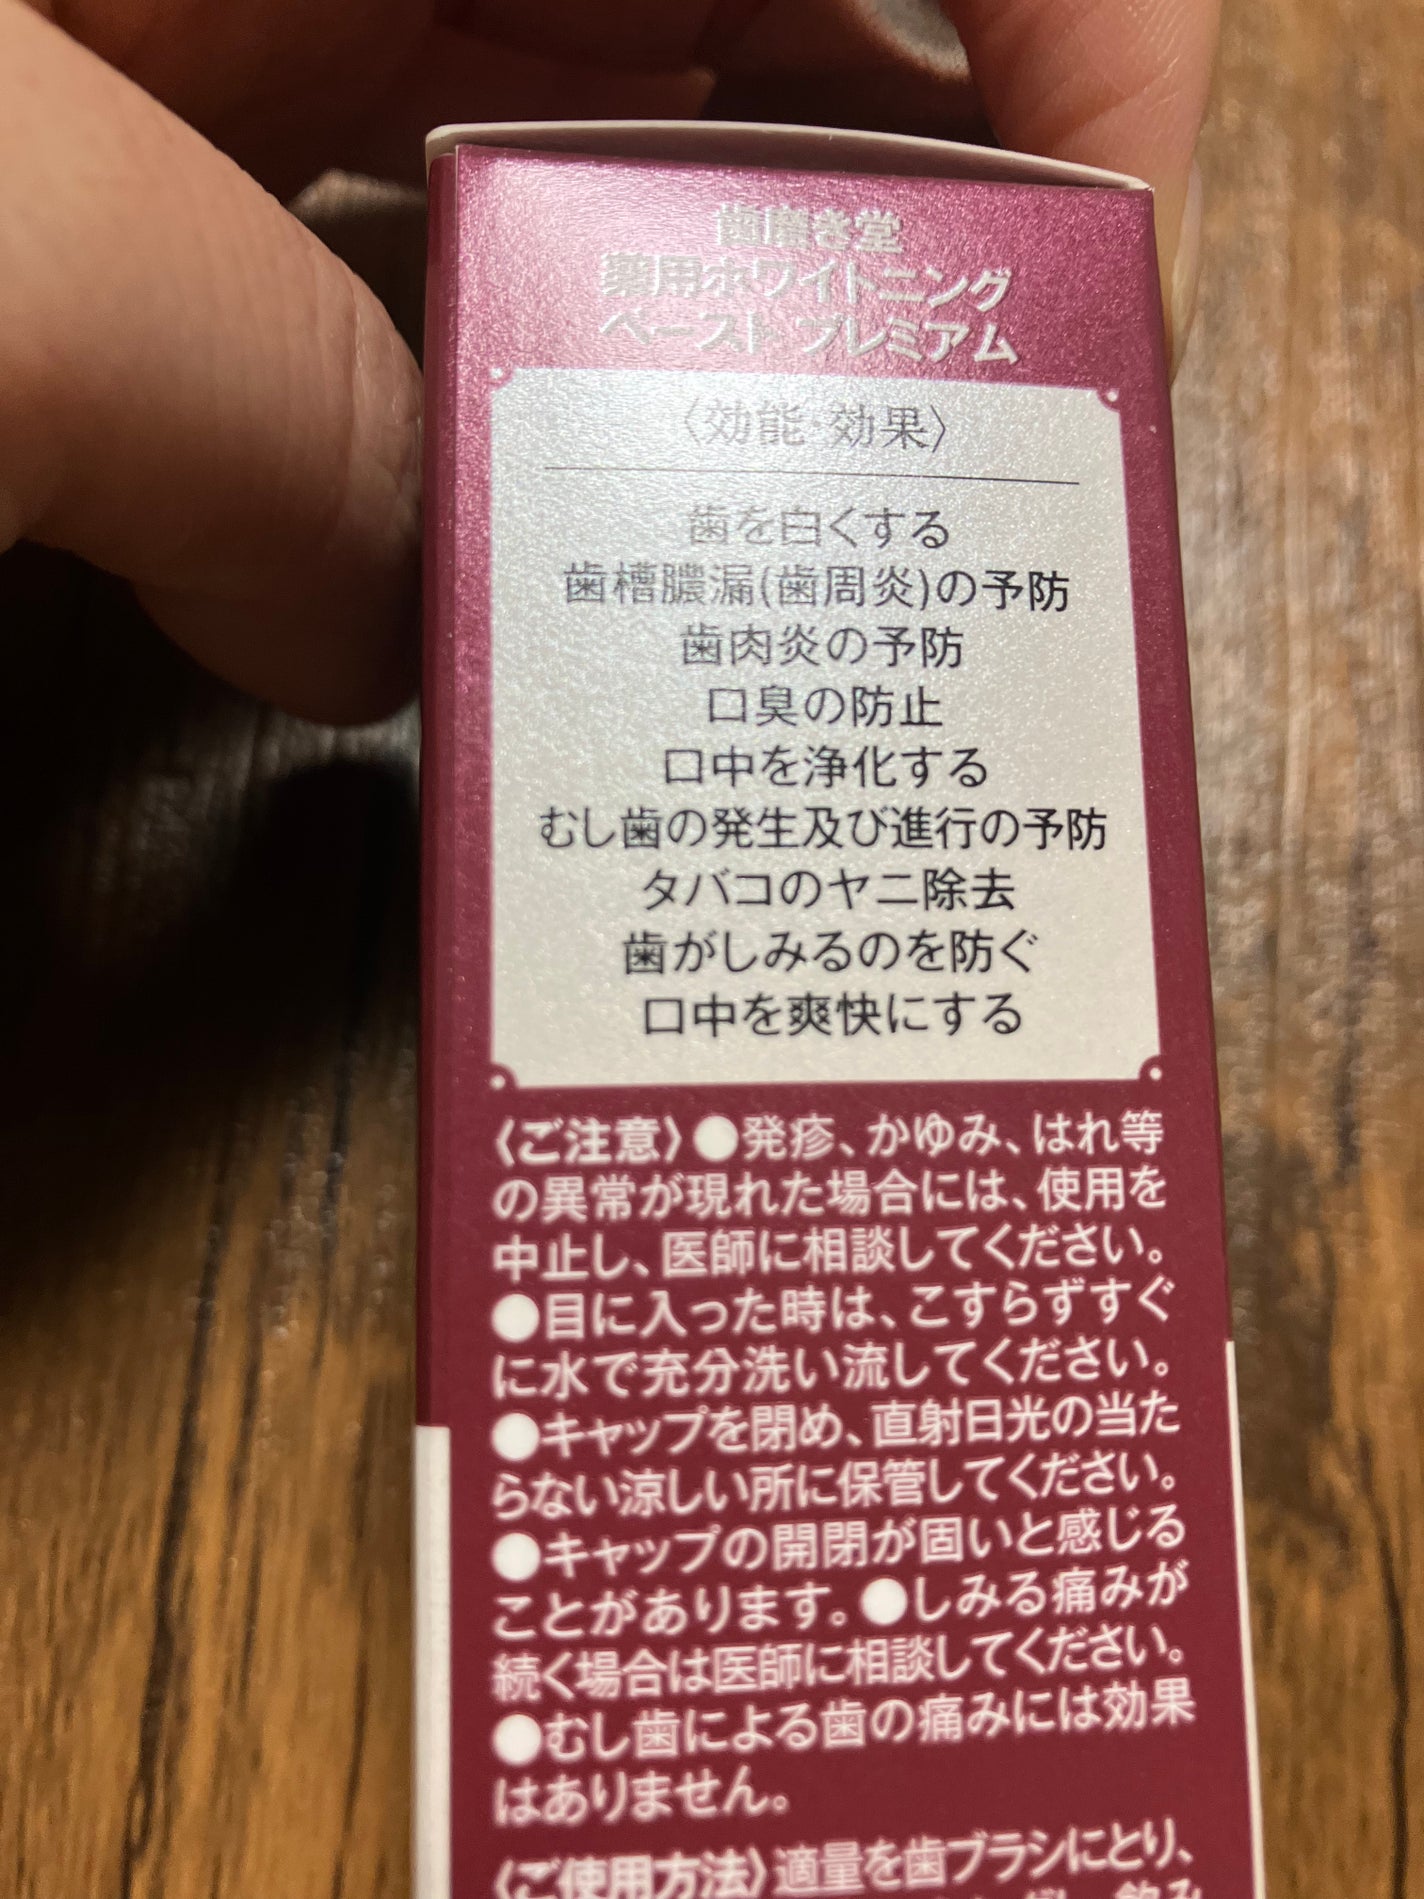 歯磨き堂
薬用ホワイトニング
ペースト プレミアム
〈効能·効果〉
歯を白くする
歯槽膿漏(歯周炎)の予防
歯肉炎の予防
口臭の防止
口中を浄化する
むし歯の発生及び進行の予防
タバコのヤニ除去
歯がしみるのを防ぐ
口中を爽快にする
〈ご注意〉●発疹、かゆみ、はれ等
の異常が現れた場合には、使用を
中止し、医師に相談してください。
●目に入った時は、こすらずすぐ
に水で充分洗い流してください。
●キャップを閉め、直射日光の当た
らない涼しい所に保管してください。
●キャップの開閉が固いと感じる
ことがあります。●しみる痛みが
続く場合は医師に相談してください。
●むし歯による歯の痛みには効果
はありません。
〈ご使用方法〉適量を歯ブラシにとり、